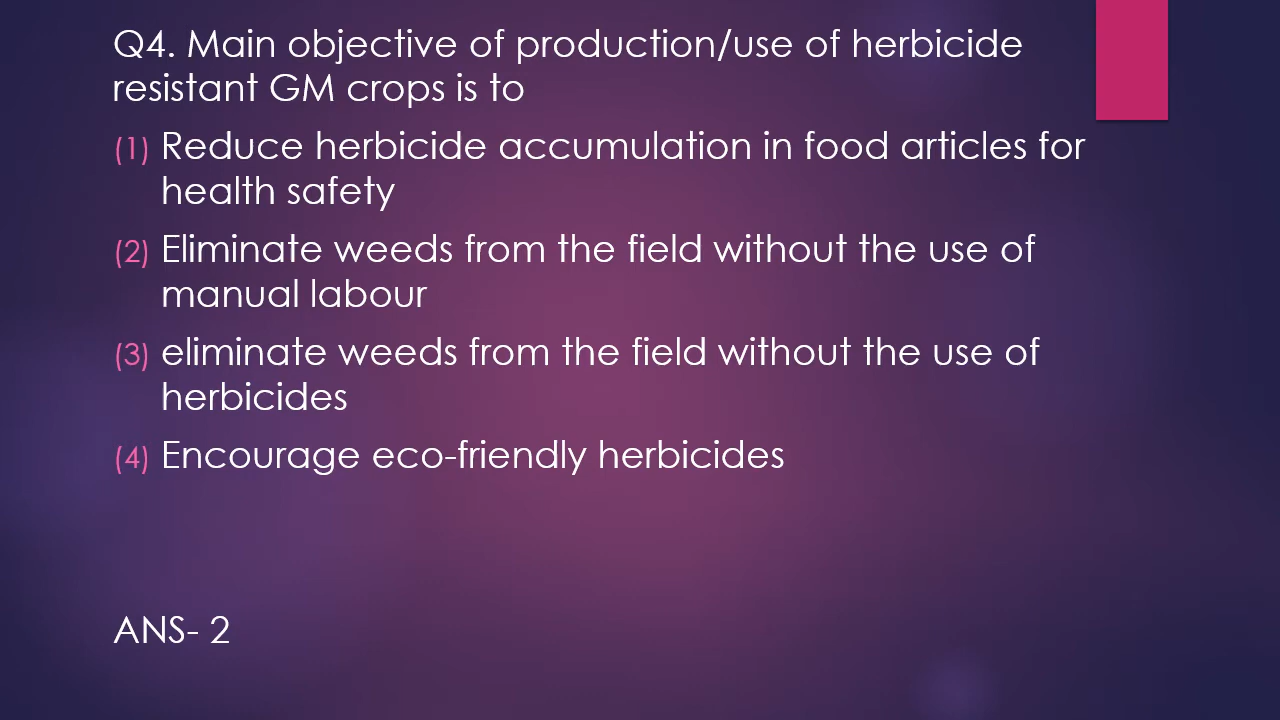 Q4. Main objective of production/use of herbicide
resistant GM crops is to
(1) Reduce herbicide accumulation in food articles for
health safety
(2) Eliminate weeds from the field without the use of
manual labour
(3) eliminate weeds from the field without the use of
herbicides
(4) Encourage eco-friendly herbicides
ANS- 2